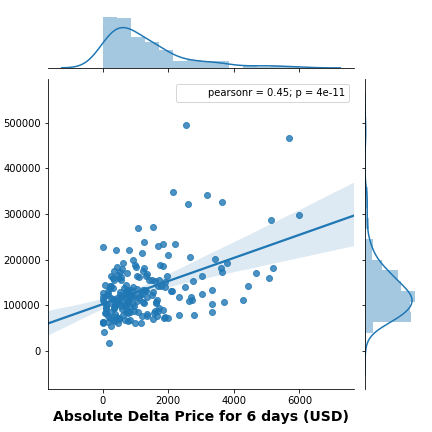 pearsonr = 0.45; p = 4e-11
500000
400000
300000
200000
100000
0
0 2000 4000 6000
Absolute Delta Price for 6 days (USD)